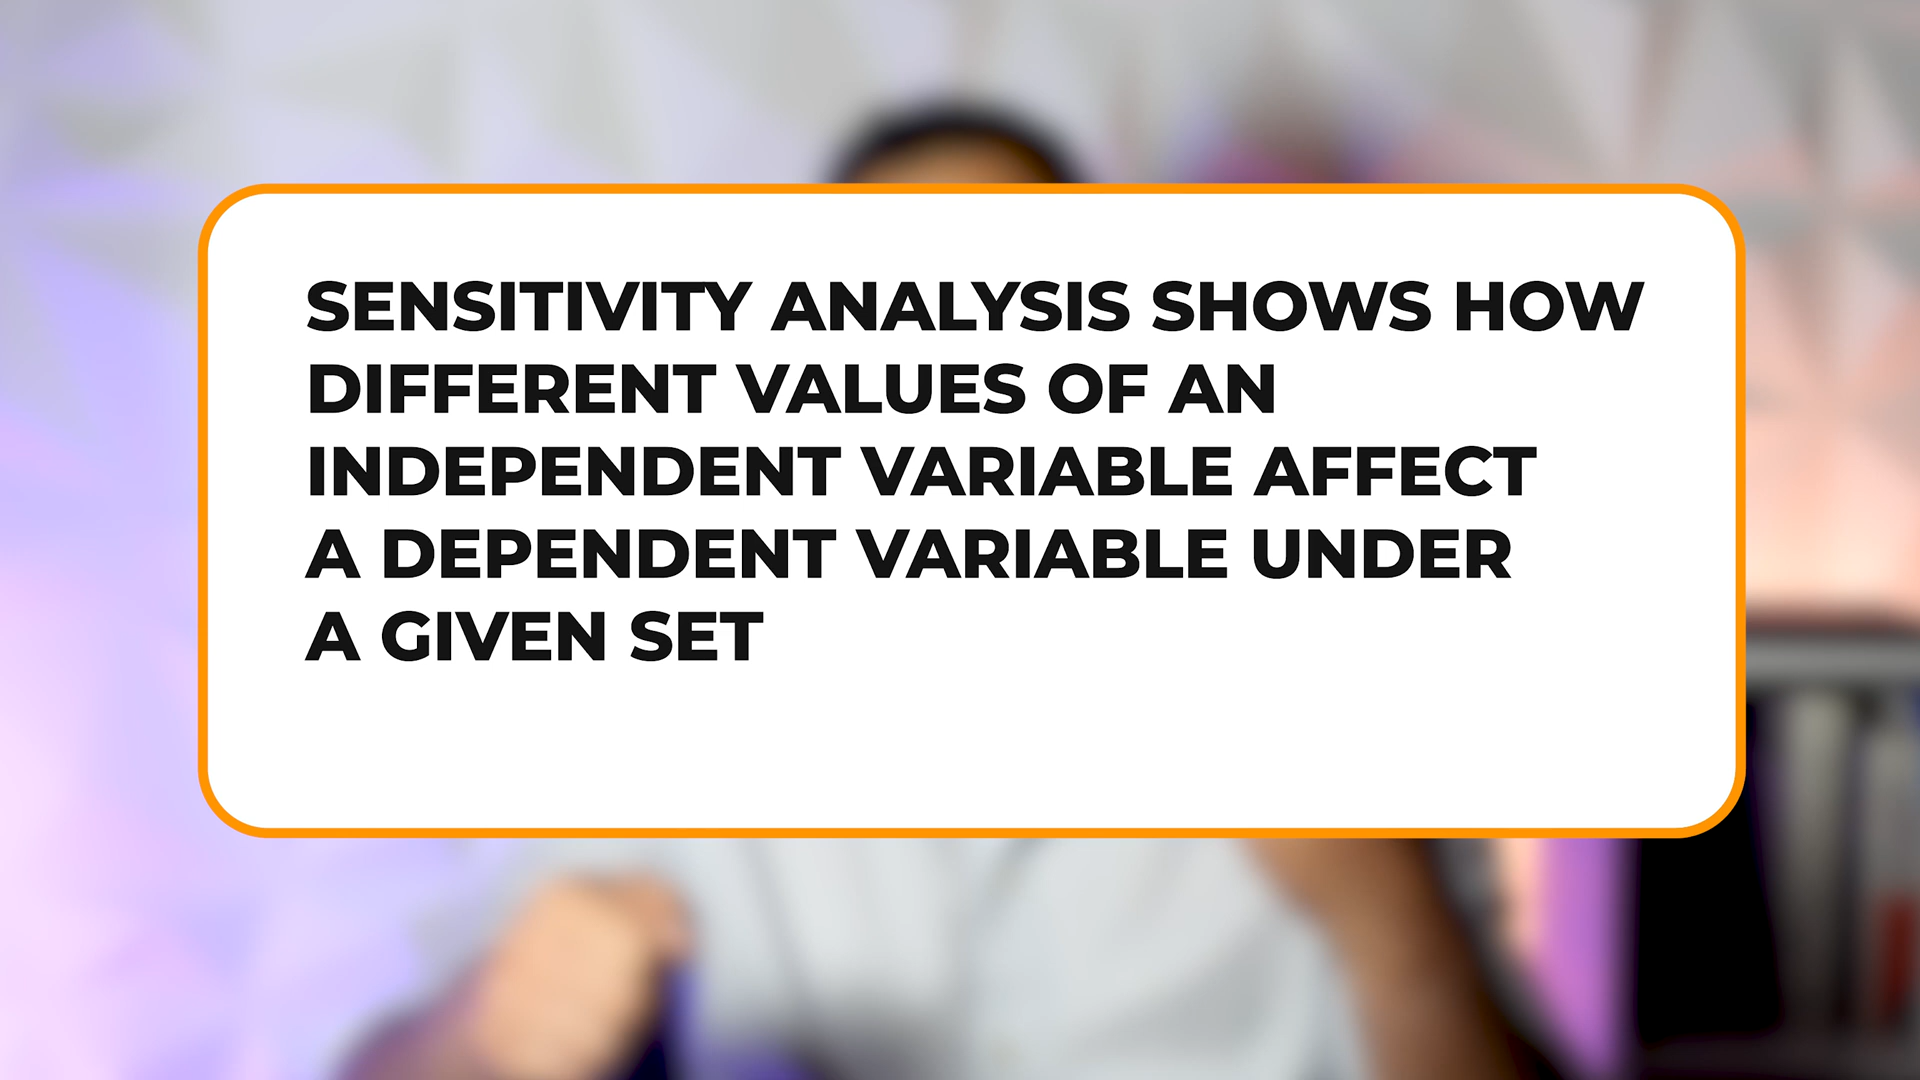 SENSITIVITY ANALYSIS SHOWS HOW
DIFFERENT VALUES OF AN
INDEPENDENT VARIABLE AFFECT
A DEPENDENT VARIABLE UNDER
A GIVEN SET